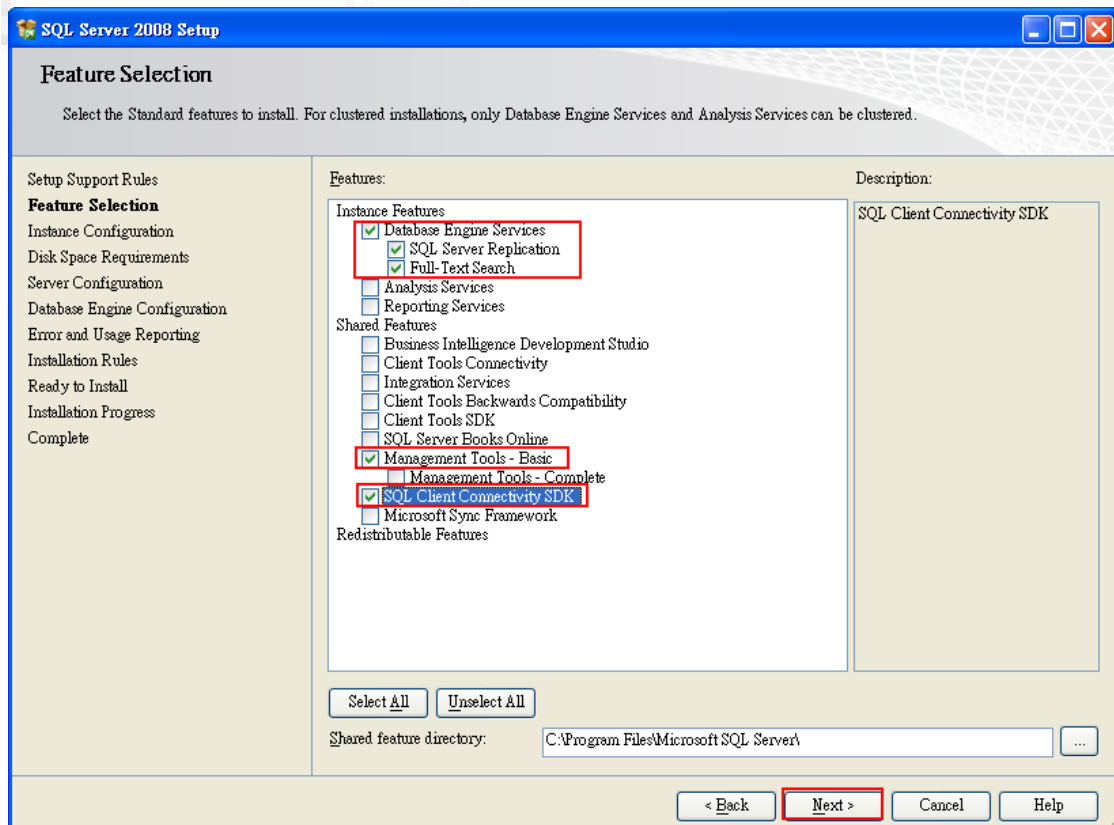 SQL Server 2008 Setup
Feature Selection
Select the Standard features to install. For clustered installations, only Database Engine Services and Analysis Services can be clustered.
Setup Support Rules
Feature Selection
Instance Configuration
Disk Space Requirements
Server Configuration
Database Engine Configuration
Error and Usage Reporting
Installation Rules
Ready to Install
Installation Progress
Complete
Features:
Instance Features
Database Engine Services
SQL Server Replication
Full-Text Search
Analysis Services
Reporting Services
Shared Features
Business Intelligence Development Studio
Client Tools Connectivity
Integration Services
Client Tools Backwards Compatibility
Client Tools SDK
SQL Server Books Online
Management Tools - Basic
Management Tools - Complete
SQL Client Connectivity SDK
Microsoft Sync Framework
Redistributable Features
Description:
SQL Client Connectivity SDK
Select All
Unselect All
Shared feature directory:
C:\Program Files\Microsoft SQL Server\
...
< Back
Next >
Cancel
Help